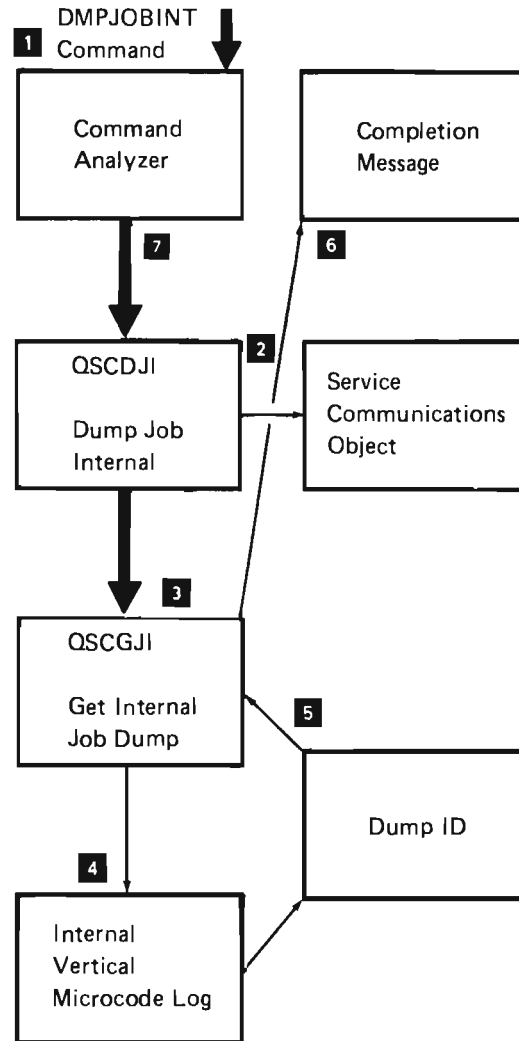 DMPJOBINT
1 Command
Command
Analyzer
Completion
Message
7
6
2
QSCDJI
Dump Job
Internal
Service
Communications
Object
3
QSCGJI
Get Internal
Job Dump
5
Dump ID
4
Internal
Vertical
Microcode Log